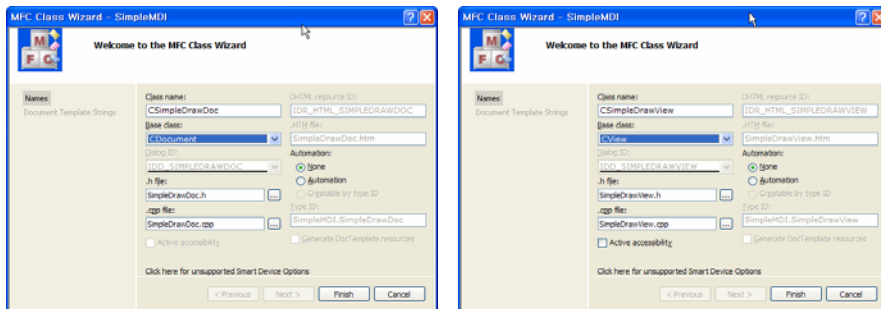 MFC Class Wizard - SimpleMDI
MFC
Welcome to the MFC Class Wizard
Names
Document Template Strings
Class name:
CSimpleDrawDoc
Base class:
CDocument
Dialog ID:
IDD_SIMPLEDRAWDOC
.h file:
SimpleDrawDoc.h
...
.cpp file:
SimpleDrawDoc.cpp
...
Active accessibility
DHTML resource ID:
IDR_HTML_SIMPLEDRAWDOC
.HTM file:
SimpleDrawDoc.htm
Automation:
None
Automation
Creatable by type ID
Type ID:
SimpleMDI.SimpleDrawDoc
Generate DocTemplate resources
Click here for unsupported Smart Device Options
< Previous Next > Finish Cancel
MFC Class Wizard - SimpleMDI
MFC
Welcome to the MFC Class Wizard
Names
Document Template Strings
Class name:
CSimpleDrawView
Base class:
CView
Dialog ID:
IDD_SIMPLEDRAWVIEW
.h file:
SimpleDrawView.h
...
.cpp file:
SimpleDrawView.cpp
...
Active accessibility
DHTML resource ID:
IDR_HTML_SIMPLEDRAWVIEW
.HTM file:
SimpleDrawView.htm
Automation:
None
Automation
Creatable by type ID
Type ID:
SimpleMDI.SimpleDrawView
Generate DocTemplate resources
Click here for unsupported Smart Device Options
< Previous Next > Finish Cancel